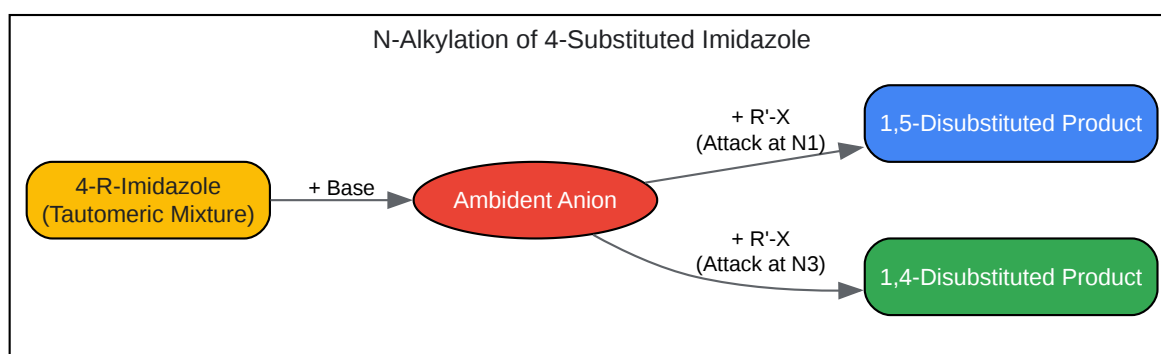 N-Alkylation of 4-Substituted Imidazole
4-R-Imidazole
(Tautomeric Mixture)
+ Base
Ambident Anion
+ R'-X
(Attack at N1)
1,5-Disubstituted Product
+ R'-X
(Attack at N3)
1,4-Disubstituted Product